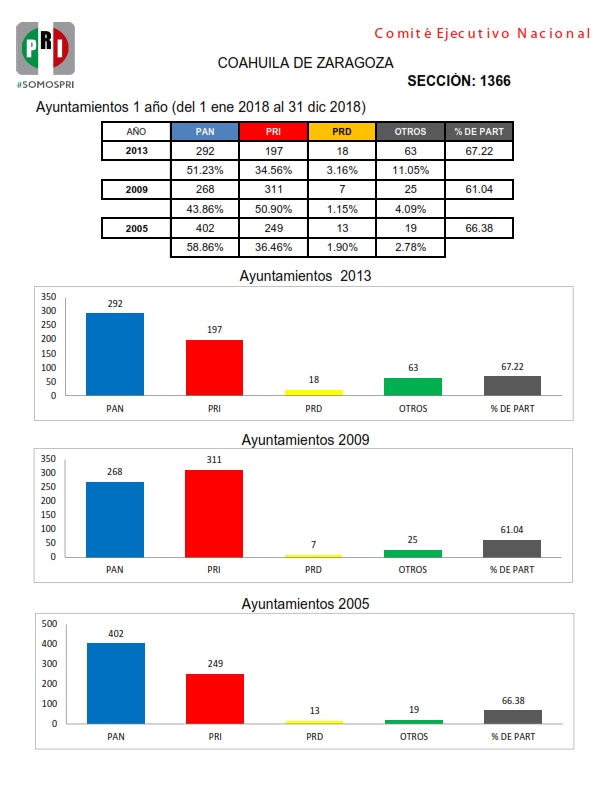 PRI
#SOMOSPRI
Comité Ejecutivo Nacional
COAHUILA DE ZARAGOZA
SECCIÓN: 1366
Ayuntamientos 1 año (del 1 ene 2018 al 31 dic 2018)
AÑO PAN PRI PRD OTROS % DE PART
2013 292 197 18 63 67.22
51.23% 34.56% 3.16% 11.05%
2009 268 311 7 25 61.04
43.86% 50.90% 1.15% 4.09%
2005 402 249 13 19 66.38
58.86% 36.46% 1.90% 2.78%
Ayuntamientos 2013
350
300
250
200
150
100
50
0
292 197 18 63 67.22
PAN PRI PRD OTROS % DE PART
Ayuntamientos 2009
350
300
250
200
150
100
50
0
268 311 7 25 61.04
PAN PRI PRD OTROS % DE PART
Ayuntamientos 2005
500
400
300
200
100
0
402 249 13 19 66.38
PAN PRI PRD OTROS % DE PART